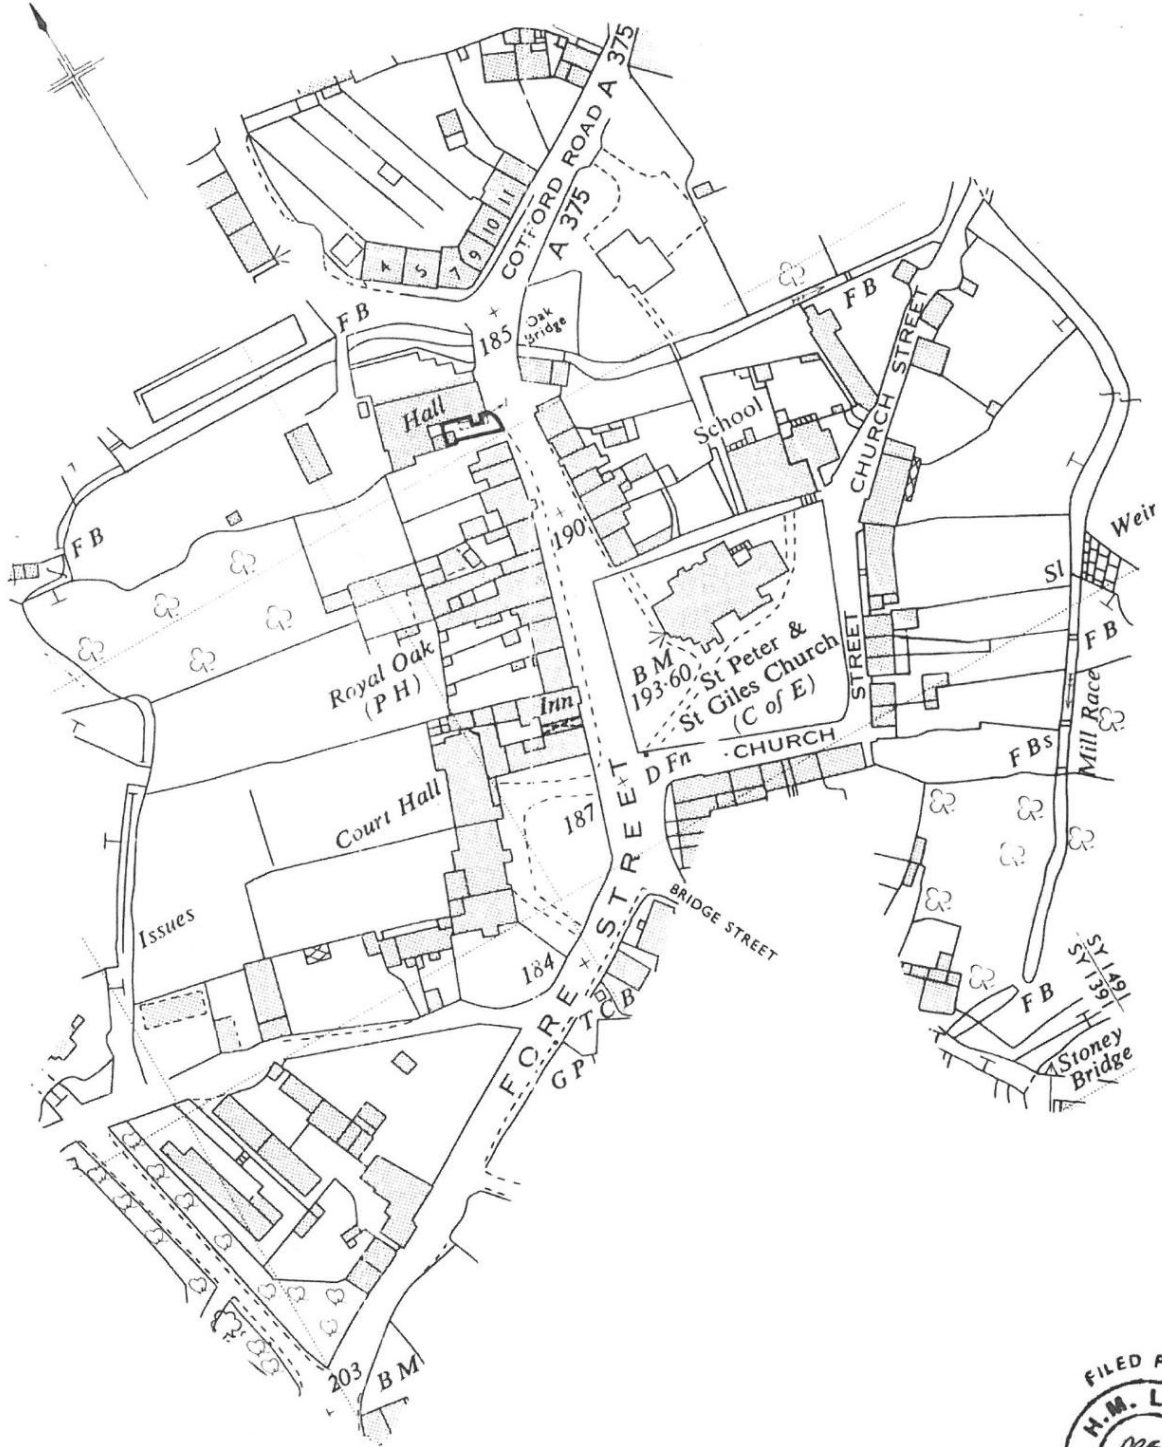 COTFORD ROAD A 375
A 375
11
10
9
7
5
4
F B
185
Oak
Bridge
F B
Hall
School
CHURCH STREET
190
F B
Weir
Sl
F B
Royal Oak
(P H)
B M
193·60
St Peter &
St Giles Church
(C of E)
STREET
Inn
CHURCH
D Fn
F Bs
Mill Race
187
Court Hall
FORE STREET
BRIDGE STREET
Issues
184
T C B
G P
SY 1491
SY 139
F B
Stoney
Bridge
203
B M
FILED
H.M. L